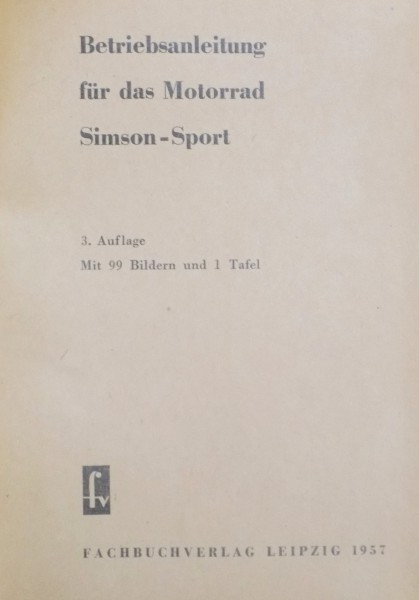 Betriebsanleitung
für das Motorrad
Simson-Sport
3. Auflage
Mit 99 Bildern und 1 Tafel
fv
FACHBUCHVERLAG LEIPZIG 1957